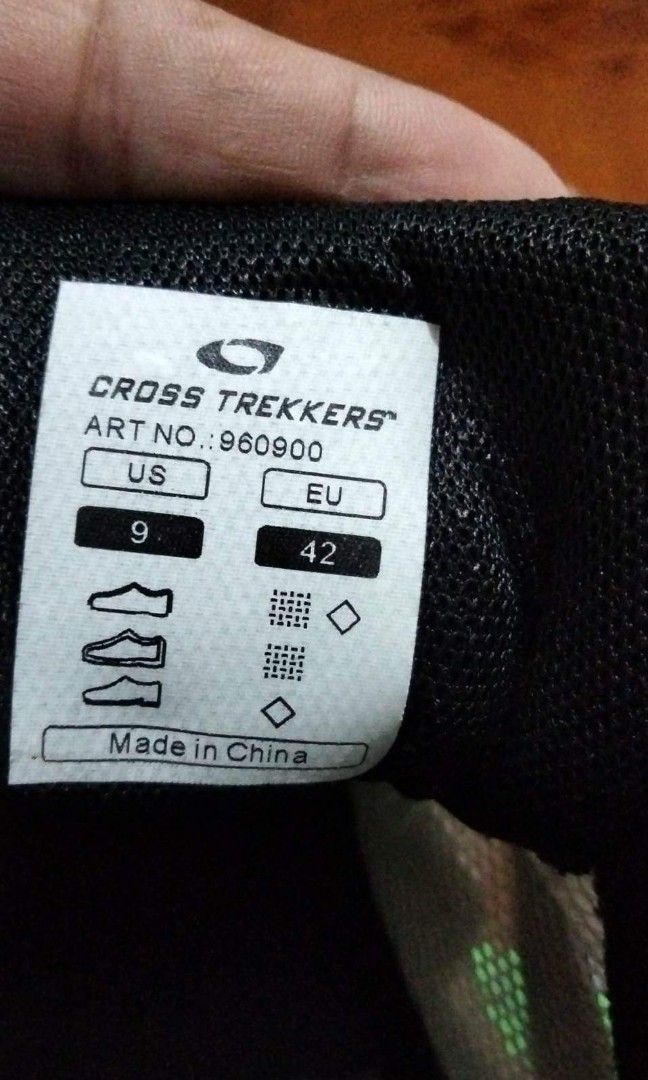 CROSS TREKKERS™
ART NO.:960900
US EU
9 42
Made in China